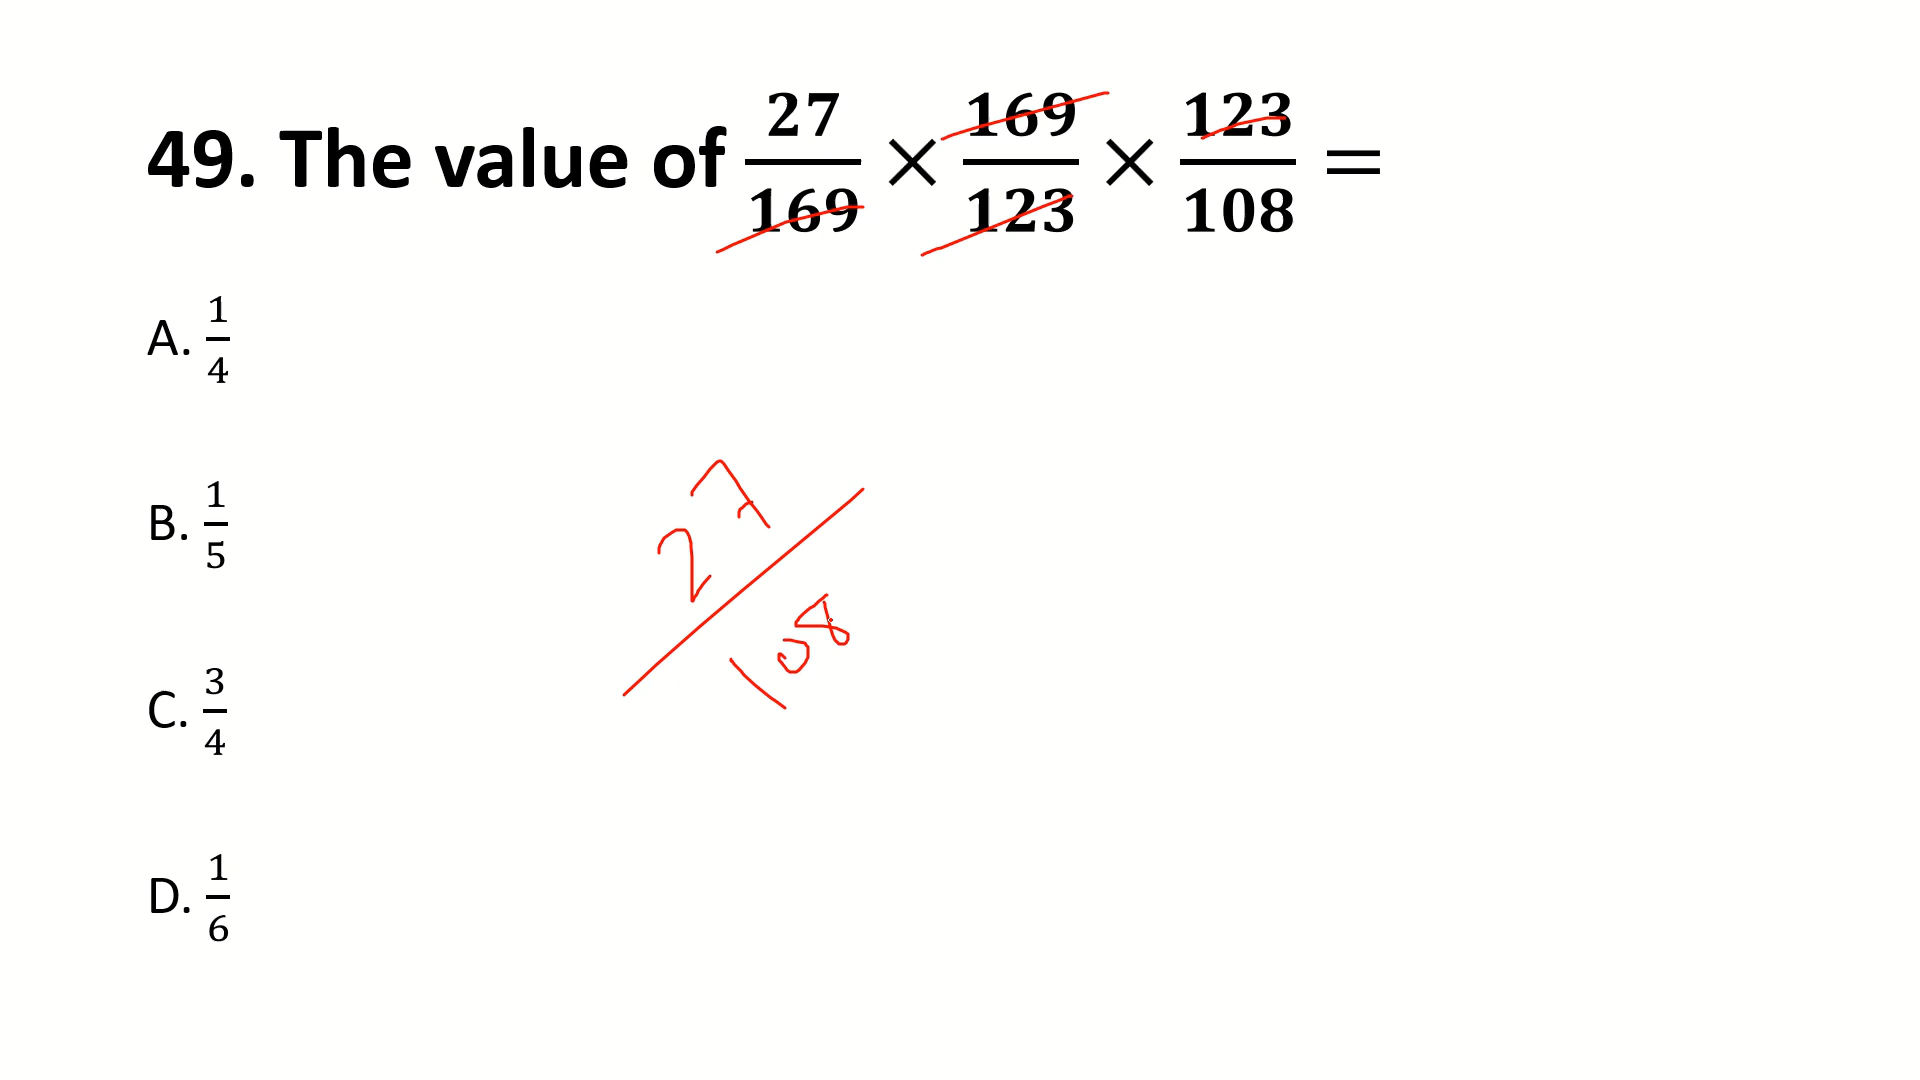 49. The value of 27/169 × 169/123 × 123/108 =
A. 1/4
B. 1/5
27/108
C. 3/4
D. 1/6